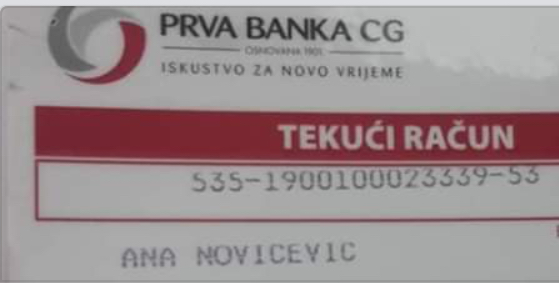 PRVA BANKA CG
OSNOVANA 1901.
ISKUSTVO ZA NOVO VRIJEME
TEKUĆI RAČUN
535-1900100023339-53
ANA NOVICEVIC